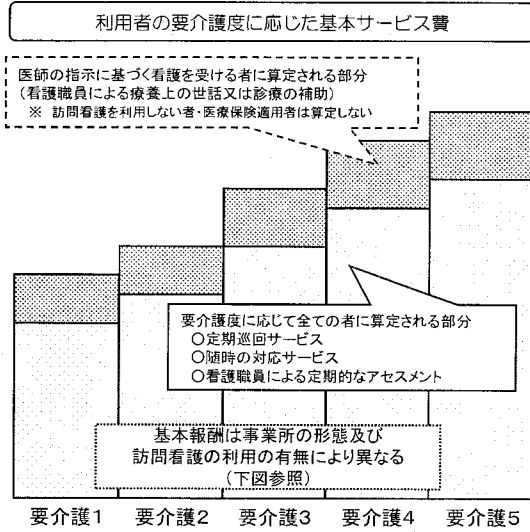 利用者の要介護度に応じた基本サービス費
医師の指示に基づく看護を受ける者に算定される部分
(看護職員による療養上の世話又は診療の補助)
※ 訪問看護を利用しない者・医療保険適用者は算定しない
要介護度に応じて全ての者に算定される部分
○定期巡回サービス
○随時の対応サービス
○看護職員による定期的なアセスメント
基本報酬は事業所の形態及び
訪問看護の利用の有無により異なる
(下図参照)
要介護1 要介護2 要介護3 要介護4 要介護5